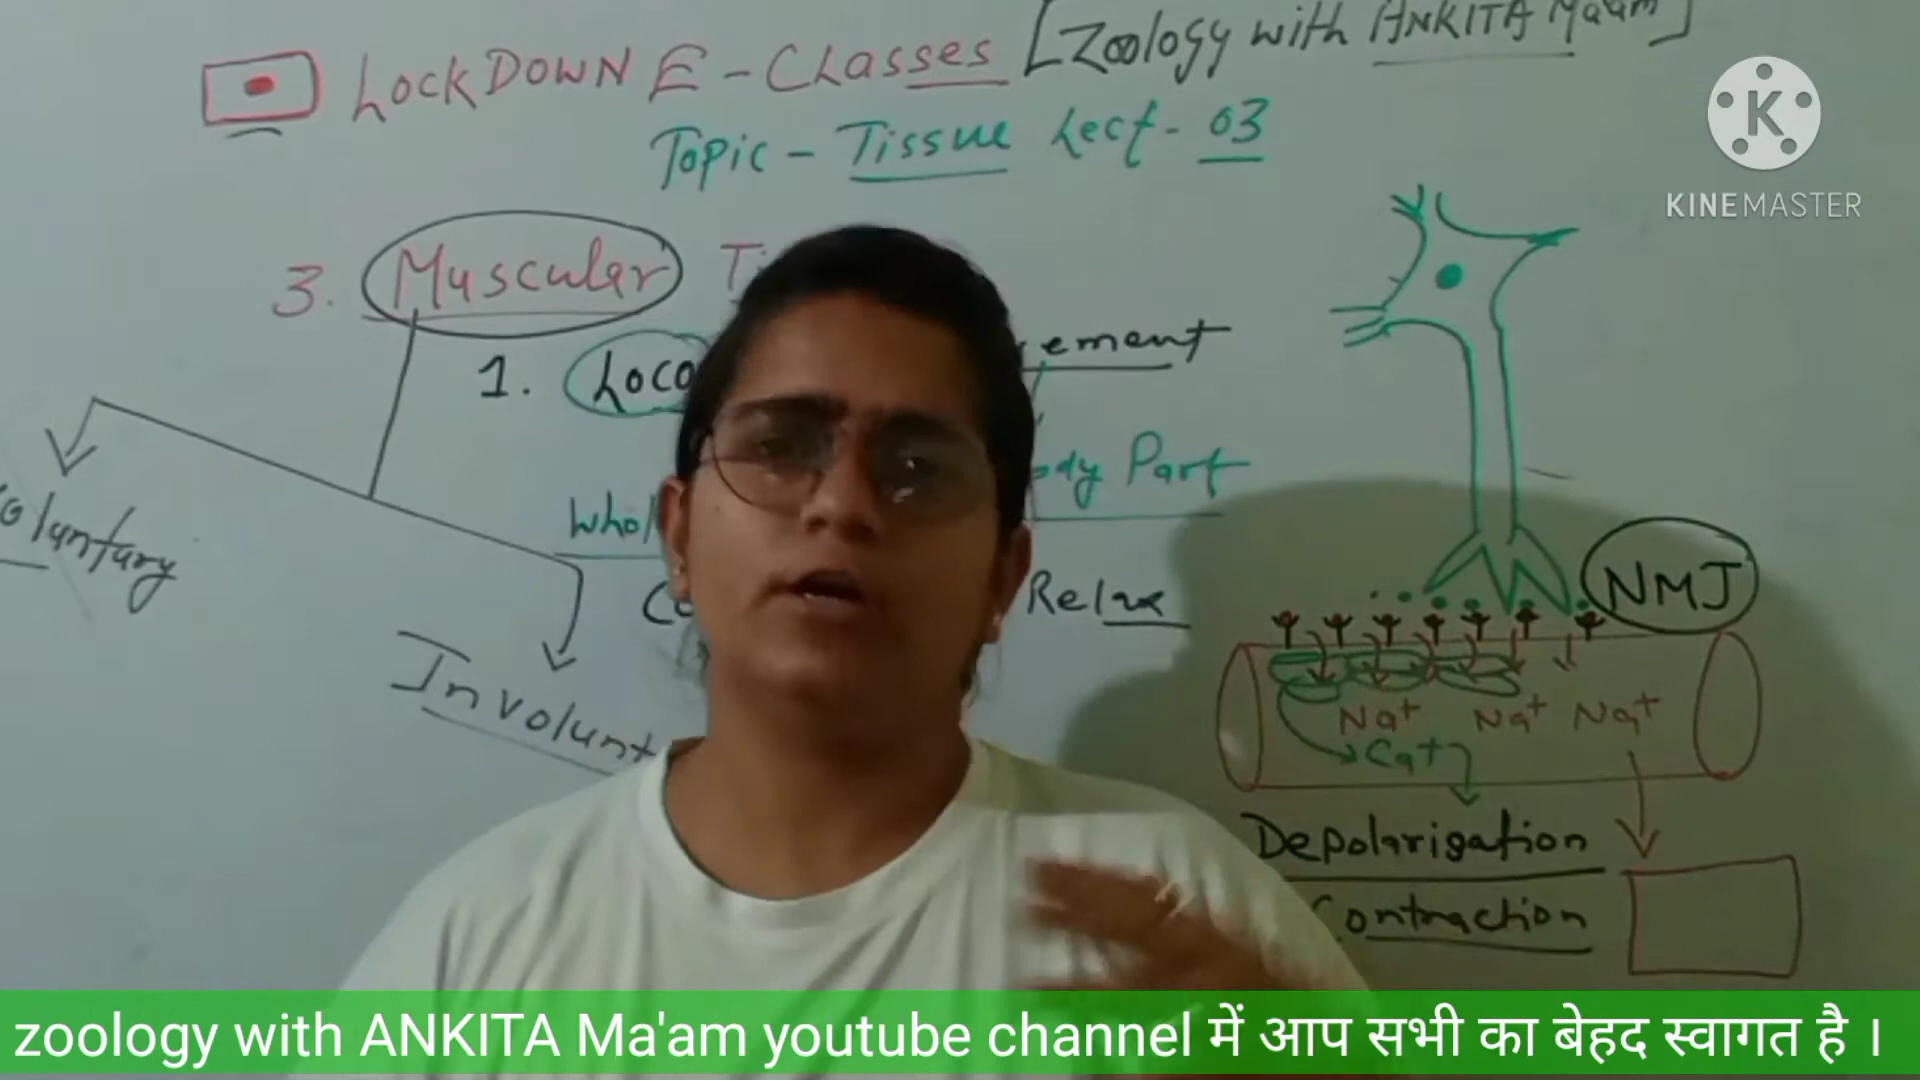 LockDOWN E-Classes [Zoology with ANKITA Ma'am]
Topic - Tissue Lect- 03
KINEMASTER
3. Muscular
1. Loco ement
ody Part
Whol
Relax
oluntary
Involunt
NMJ
Na+ Na+ Na+
Ca+
Depolarigation
Contraction
zoology with ANKITA Ma'am youtube channel में आप सभी का बेहद स्वागत है ।